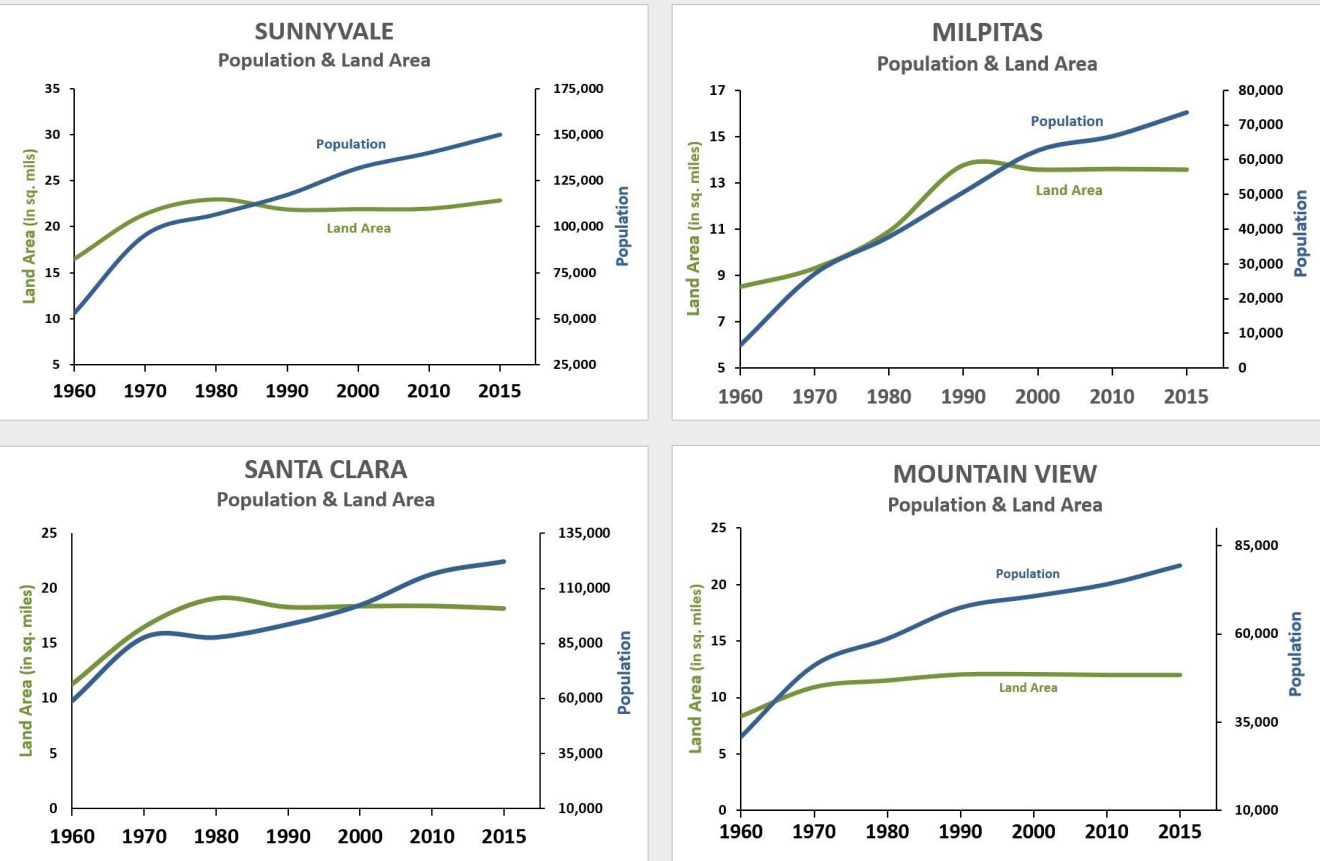 SUNNYVALE
Population & Land Area
35
30
25
20
15
10
5
Land Area (in sq. mils)
175,000
150,000
125,000
100,000
75,000
50,000
25,000
Population
Population
Land Area
1960 1970 1980 1990 2000 2010 2015
MILPITAS
Population & Land Area
17
15
13
11
9
7
5
Land Area (in sq. miles)
80,000
70,000
60,000
50,000
40,000
30,000
20,000
10,000
0
Population
Population
Land Area
1960 1970 1980 1990 2000 2010 2015
SANTA CLARA
Population & Land Area
25
20
15
10
5
0
Land Area (in sq. miles)
135,000
110,000
85,000
60,000
35,000
10,000
Population
1960 1970 1980 1990 2000 2010 2015
MOUNTAIN VIEW
Population & Land Area
25
20
15
10
5
0
Land Area (in sq. miles)
85,000
60,000
35,000
10,000
Population
Population
Land Area
1960 1970 1980 1990 2000 2010 2015